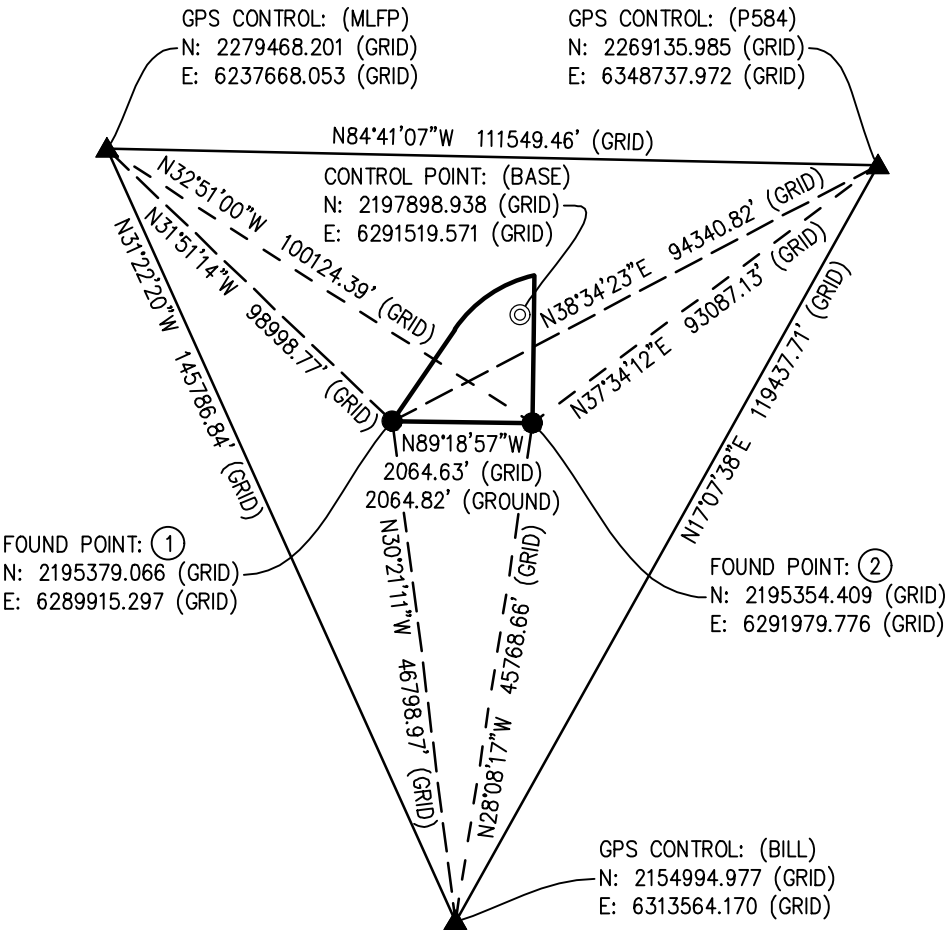 GPS CONTROL: (MLFP)
N: 2279468.201 (GRID)
E: 6237668.053 (GRID)
GPS CONTROL: (P584)
N: 2269135.985 (GRID)
E: 6348737.972 (GRID)
N84°41'07"W 111549.46' (GRID)
CONTROL POINT: (BASE)
N: 2197898.938 (GRID)
E: 6291519.571 (GRID)
N32°51'00"W 100124.39' (GRID)
N31°51'14"W 98998.77' (GRID)
N31°22'20"W 145786.84' (GRID)
N38°34'23"E 94340.82' (GRID)
N37°34'12"E 93087.13' (GRID)
N17°07'38"E 119437.71' (GRID)
N89°18'57"W
2064.63' (GRID)
2064.82' (GROUND)
FOUND POINT: 1
N: 2195379.066 (GRID)
E: 6289915.297 (GRID)
FOUND POINT: 2
N: 2195354.409 (GRID)
E: 6291979.776 (GRID)
N30°21'11"W 46798.97' (GRID)
N28°08'17"W 45768.66' (GRID)
GPS CONTROL: (BILL)
N: 2154994.977 (GRID)
E: 6313564.170 (GRID)